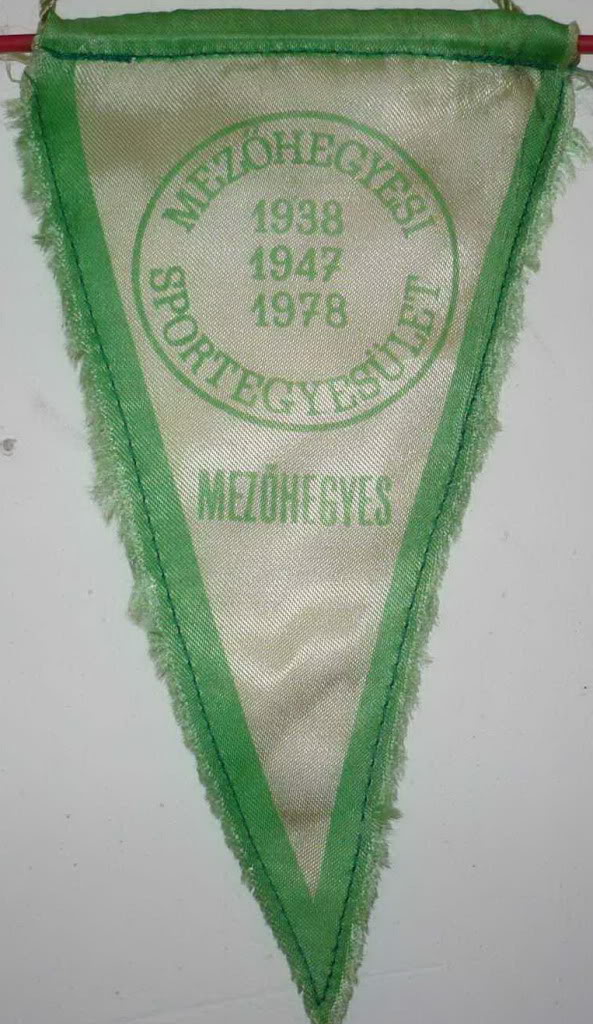 MEZŐHEGYESI
1938
1947
1978
SPORTEGYESÜLET
MEZŐHEGYES